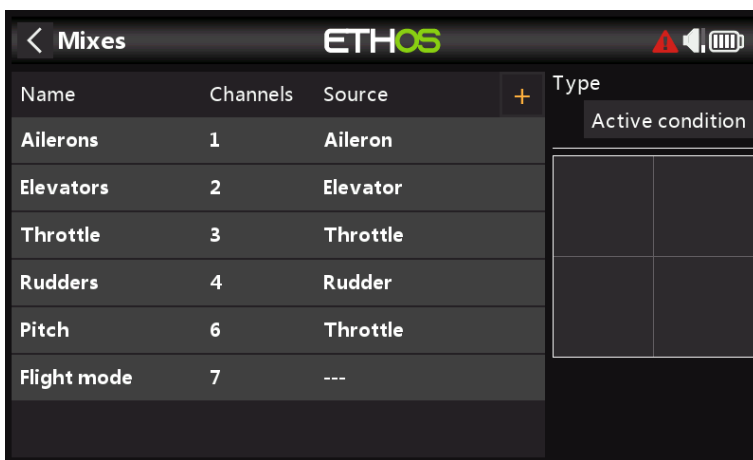 Mixes
ETHOS
Name Channels Source +
Ailerons 1 Aileron
Elevators 2 Elevator
Throttle 3 Throttle
Rudders 4 Rudder
Pitch 6 Throttle
Flight mode 7 ---
Type
Active condition